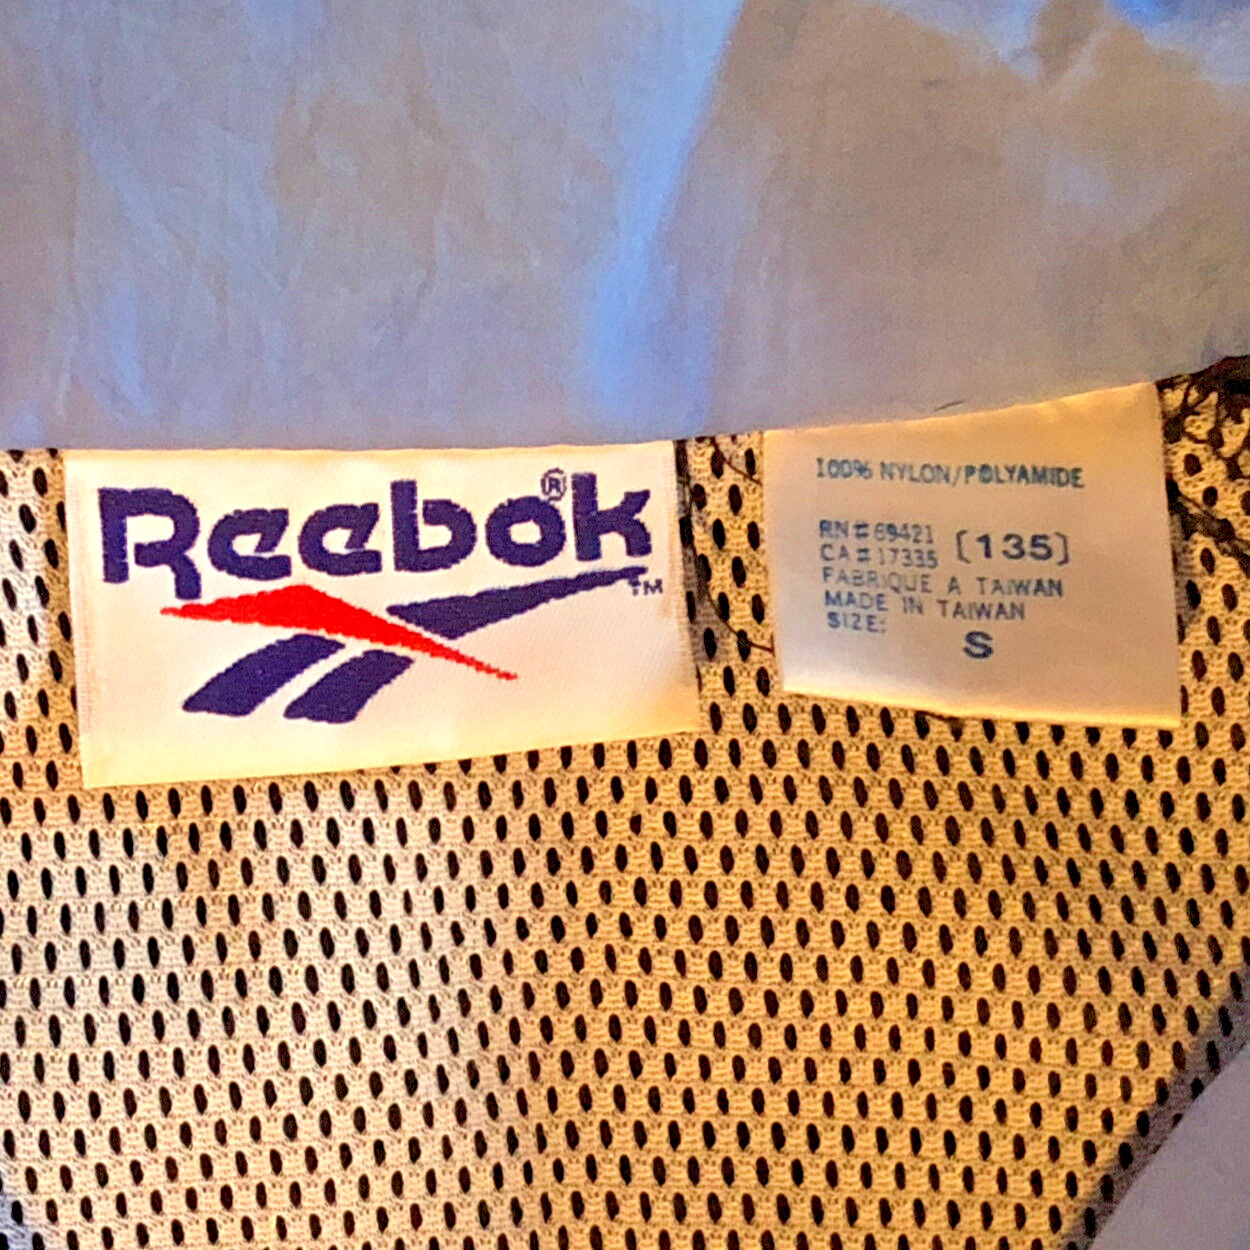 Reebok®
TM
100% NYLON/POLYAMIDE
RN# 69421 (135)
CA# 17335
FABRIQUE A TAIWAN
MADE IN TAIWAN
SIZE:
S